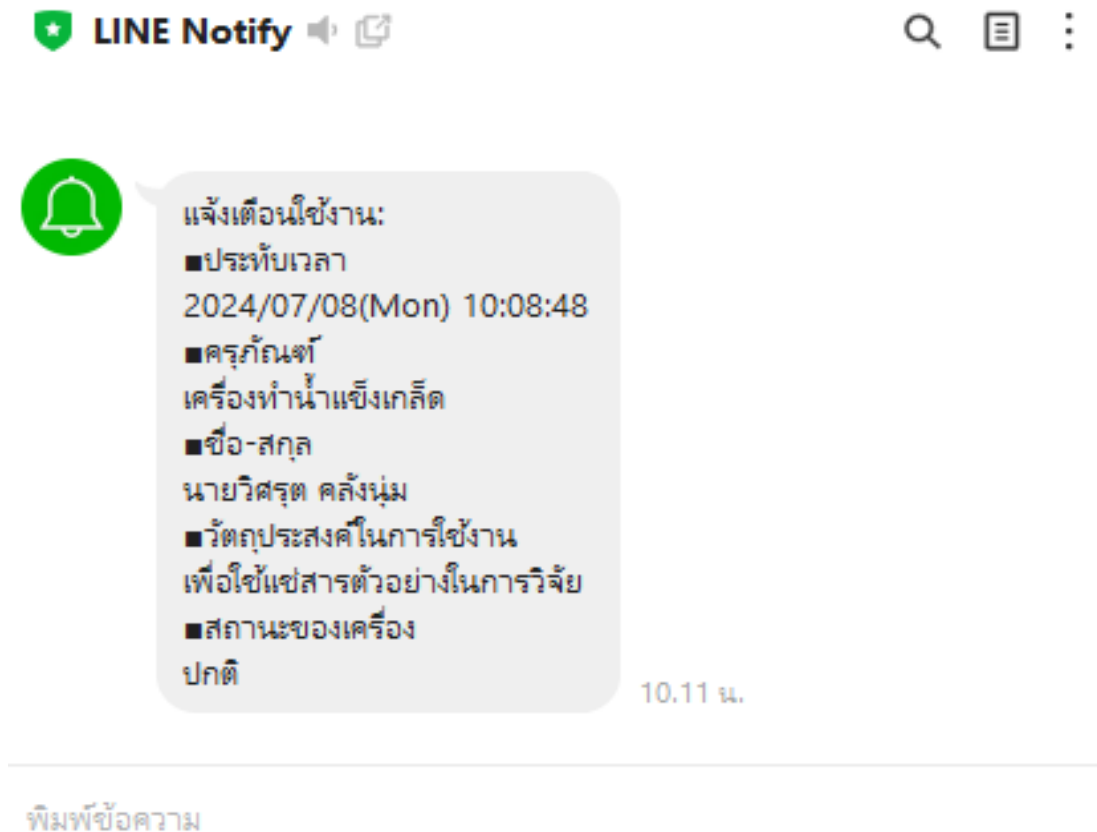 LINE Notify
แจ้งเตือนใช้งาน:
■ประทับเวลา
2024/07/08(Mon) 10:08:48
■ครุภัณฑ์
เครื่องทำน้ำแข็งเกล็ด
■ชื่อ-สกุล
นายวิศรุต คลังนุ่ม
■วัตถุประสงค์ในการใช้งาน
เพื่อใช้แช่สารตัวอย่างในการวิจัย
■สถานะของเครื่อง
ปกติ
10.11 น.
พิมพ์ข้อความ